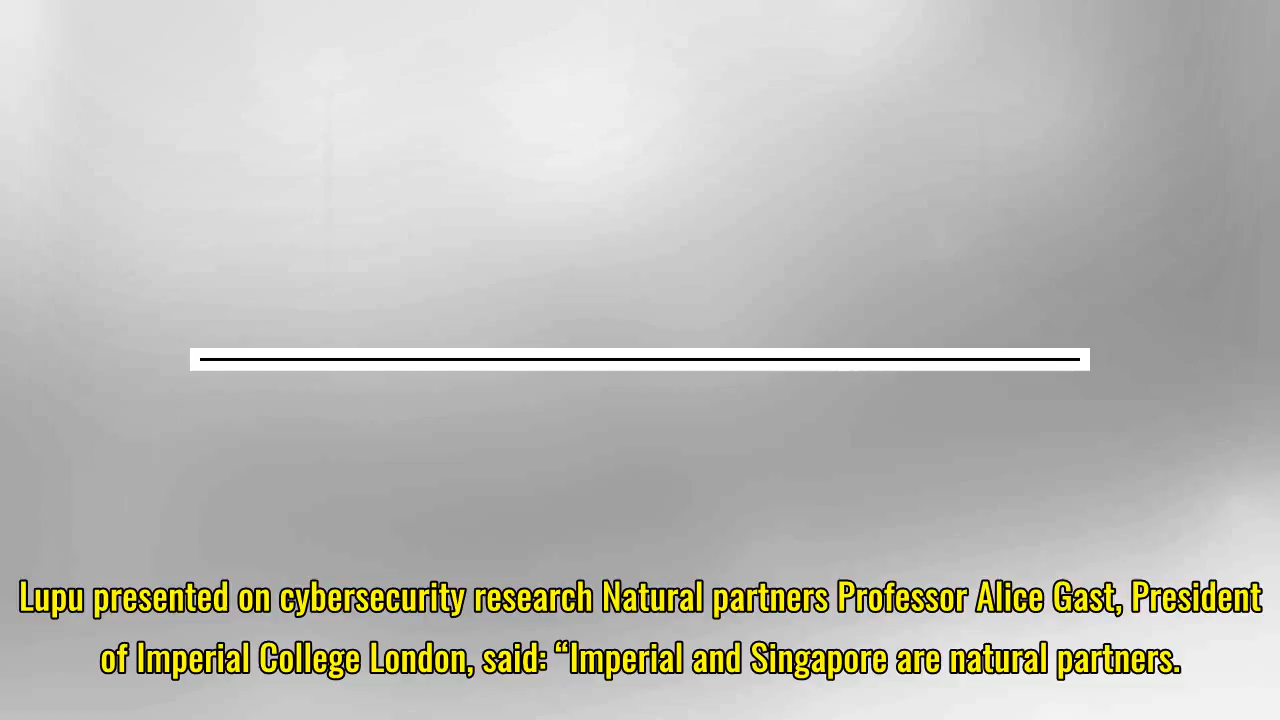 Lupu presented on cybersecurity research Natural partners Professor Alice Gast, President
of Imperial College London, said: “Imperial and Singapore are natural partners.